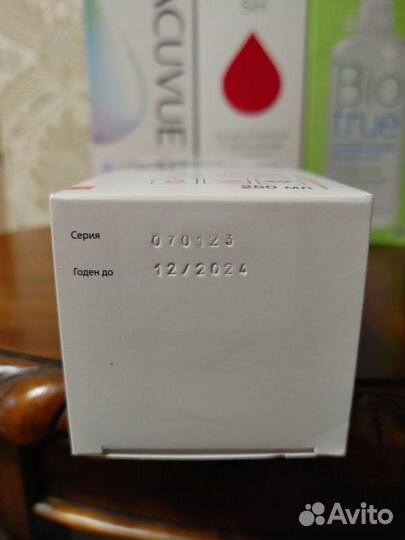 ACUVUE
Bio
true
250 мл
Серия 070123
Годен до 12/2024
Avito